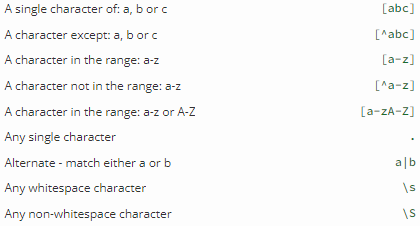 A single character of: a, b or c [abc]
A character except: a, b or c [^abc]
A character in the range: a-z [a-z]
A character not in the range: a-z [^a-z]
A character in the range: a-z or A-Z [a-zA-Z]
Any single character .
Alternate - match either a or b a|b
Any whitespace character \s
Any non-whitespace character \S